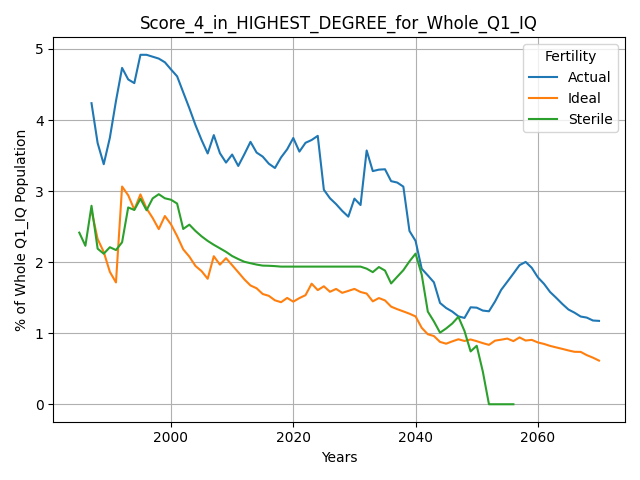 Score_4_in_HIGHEST_DEGREE_for_Whole_Q1_IQ
% of Whole Q1_IQ Population
5
4
3
2
1
0
Fertility
Actual
Ideal
Sterile
2000 2020 2040 2060
Years